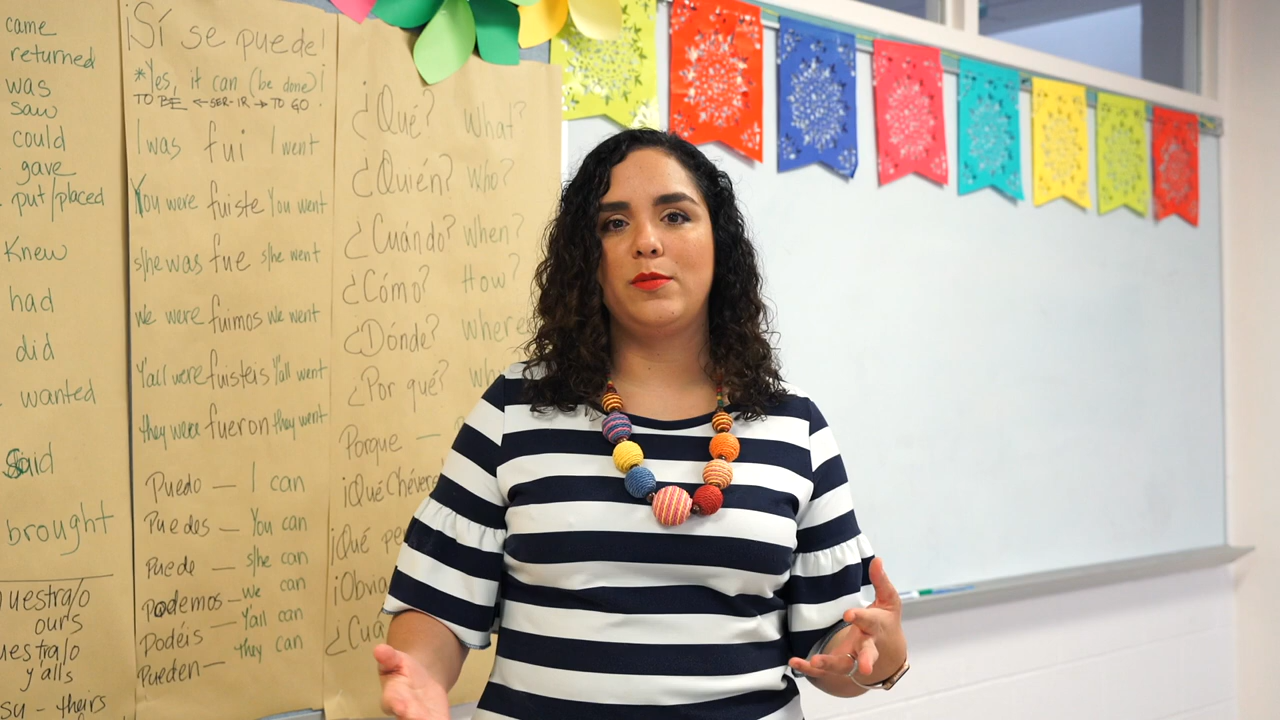 came
returned
was
saw
could
gave
put/placed
Knew
had
did
wanted
Said
brought
ours
y'alls
su - theirs
¡Sí se puede!
*Yes, it can (be done)!
TO BE ←SER-IR→ TO GO
I was fui I went
You were fuiste You went
s/he was fue s/he went
we were fuimos we went
Y'all were fuisteis Y'all went
they were fueron they went
Puedo — I can
Puedes — You can
Puede — s/he can
podemos — we can
Podéis — Y'all can
Pueden — they can
¿Qué? What?
¿Quién? Who?
¿Cuándo? When?
¿Cómo? How?
¿Dónde? where
¿Por qué?
Porque —
¡Qué Chévere
¡Qué